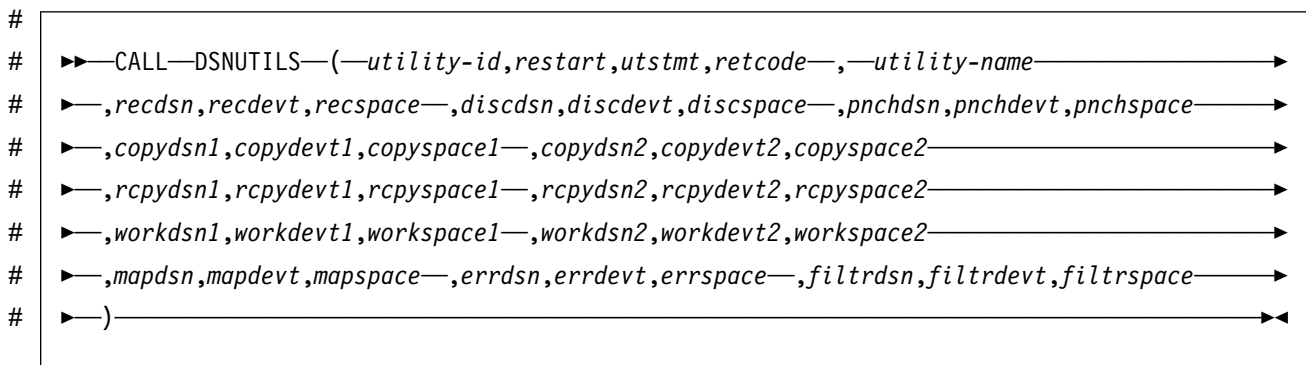 #
# ►►──CALL──DSNUTILS──(──utility-id,restart,utstmt,retcode──,──utility-name──────────────────►
# ►──,recdsn,recdevt,recspace──,discdsn,discdevt,discspace──,pnchdsn,pnchdevt,pnchspace──────►
# ►──,copydsn1,copydevt1,copyspace1──,copydsn2,copydevt2,copyspace2──────────────────────────►
# ►──,rcpydsn1,rcpydevt1,rcpyspace1──,rcpydsn2,rcpydevt2,rcpyspace2──────────────────────────►
# ►──,workdsn1,workdevt1,workspace1──,workdsn2,workdevt2,workspace2──────────────────────────►
# ►──,mapdsn,mapdevt,mapspace──,errdsn,errdevt,errspace──,filtrdsn,filtrdevt,filtrspace──────►
# ►──)─────────────────────────────────────────────────────────────────────────────────────►◄